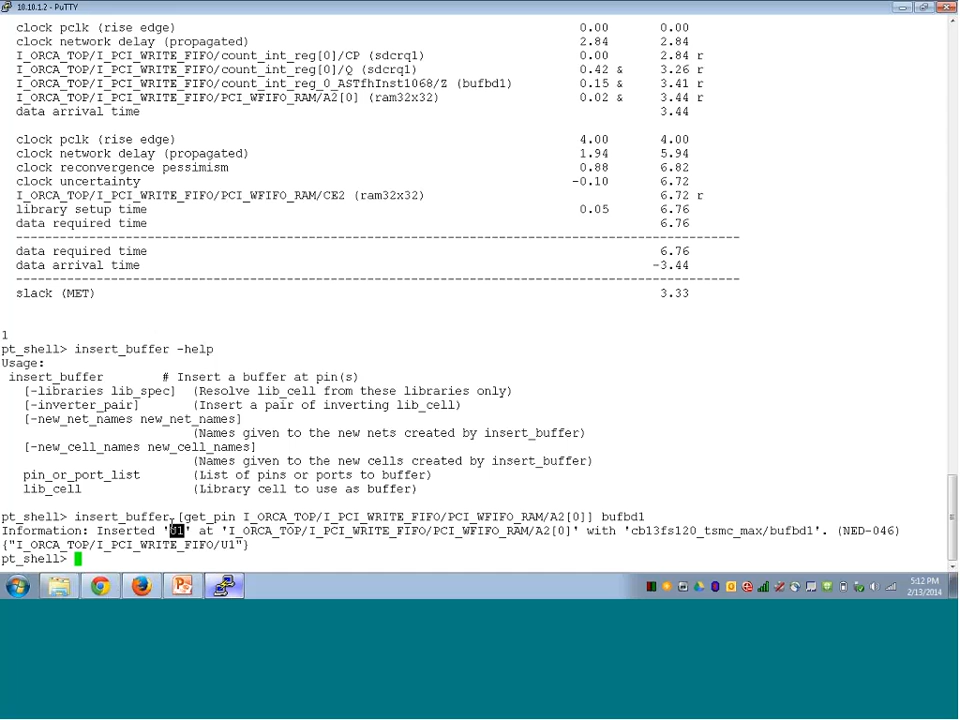 10.10.1.2 - PuTTY
clock pclk (rise edge) 0.00 0.00
clock network delay (propagated) 2.84 2.84
I_ORCA_TOP/I_PCI_WRITE_FIFO/count_int_reg[0]/CP (sdcrq1) 0.00 2.84 r
I_ORCA_TOP/I_PCI_WRITE_FIFO/count_int_reg[0]/Q (sdcrq1) 0.42 & 3.26 r
I_ORCA_TOP/I_PCI_WRITE_FIFO/count_int_reg_0_ASTfhInst1068/Z (bufbd1) 0.15 & 3.41 r
I_ORCA_TOP/I_PCI_WRITE_FIFO/PCI_WFIFO_RAM/A2[0] (ram32x32) 0.02 & 3.44 r
data arrival time 3.44
clock pclk (rise edge) 4.00 4.00
clock network delay (propagated) 1.94 5.94
clock reconvergence pessimism 0.88 6.82
clock uncertainty -0.10 6.72
I_ORCA_TOP/I_PCI_WRITE_FIFO/PCI_WFIFO_RAM/CE2 (ram32x32) 6.72 r
library setup time 0.05 6.76
data required time 6.76
data required time 6.76
data arrival time -3.44
slack (MET) 3.33
1
pt_shell> insert_buffer -help
Usage:
insert_buffer # Insert a buffer at pin(s)
[-libraries lib_spec] (Resolve lib_cell from these libraries only)
[-inverter_pair] (Insert a pair of inverting lib_cell)
[-new_net_names new_net_names]
(Names given to the new nets created by insert_buffer)
[-new_cell_names new_cell_names]
(Names given to the new cells created by insert_buffer)
pin_or_port_list (List of pins or ports to buffer)
lib_cell (Library cell to use as buffer)
pt_shell> insert_buffer [get_pin I_ORCA_TOP/I_PCI_WRITE_FIFO/PCI_WFIFO_RAM/A2[0]] bufbd1
Information: Inserted 'U1' at 'I_ORCA_TOP/I_PCI_WRITE_FIFO/PCI_WFIFO_RAM/A2[0]' with 'cb13fs120_tsmc_max/bufbd1'. (NED-046)
{"I_ORCA_TOP/I_PCI_WRITE_FIFO/U1"}
pt_shell>
5:12 PM
2/13/2014